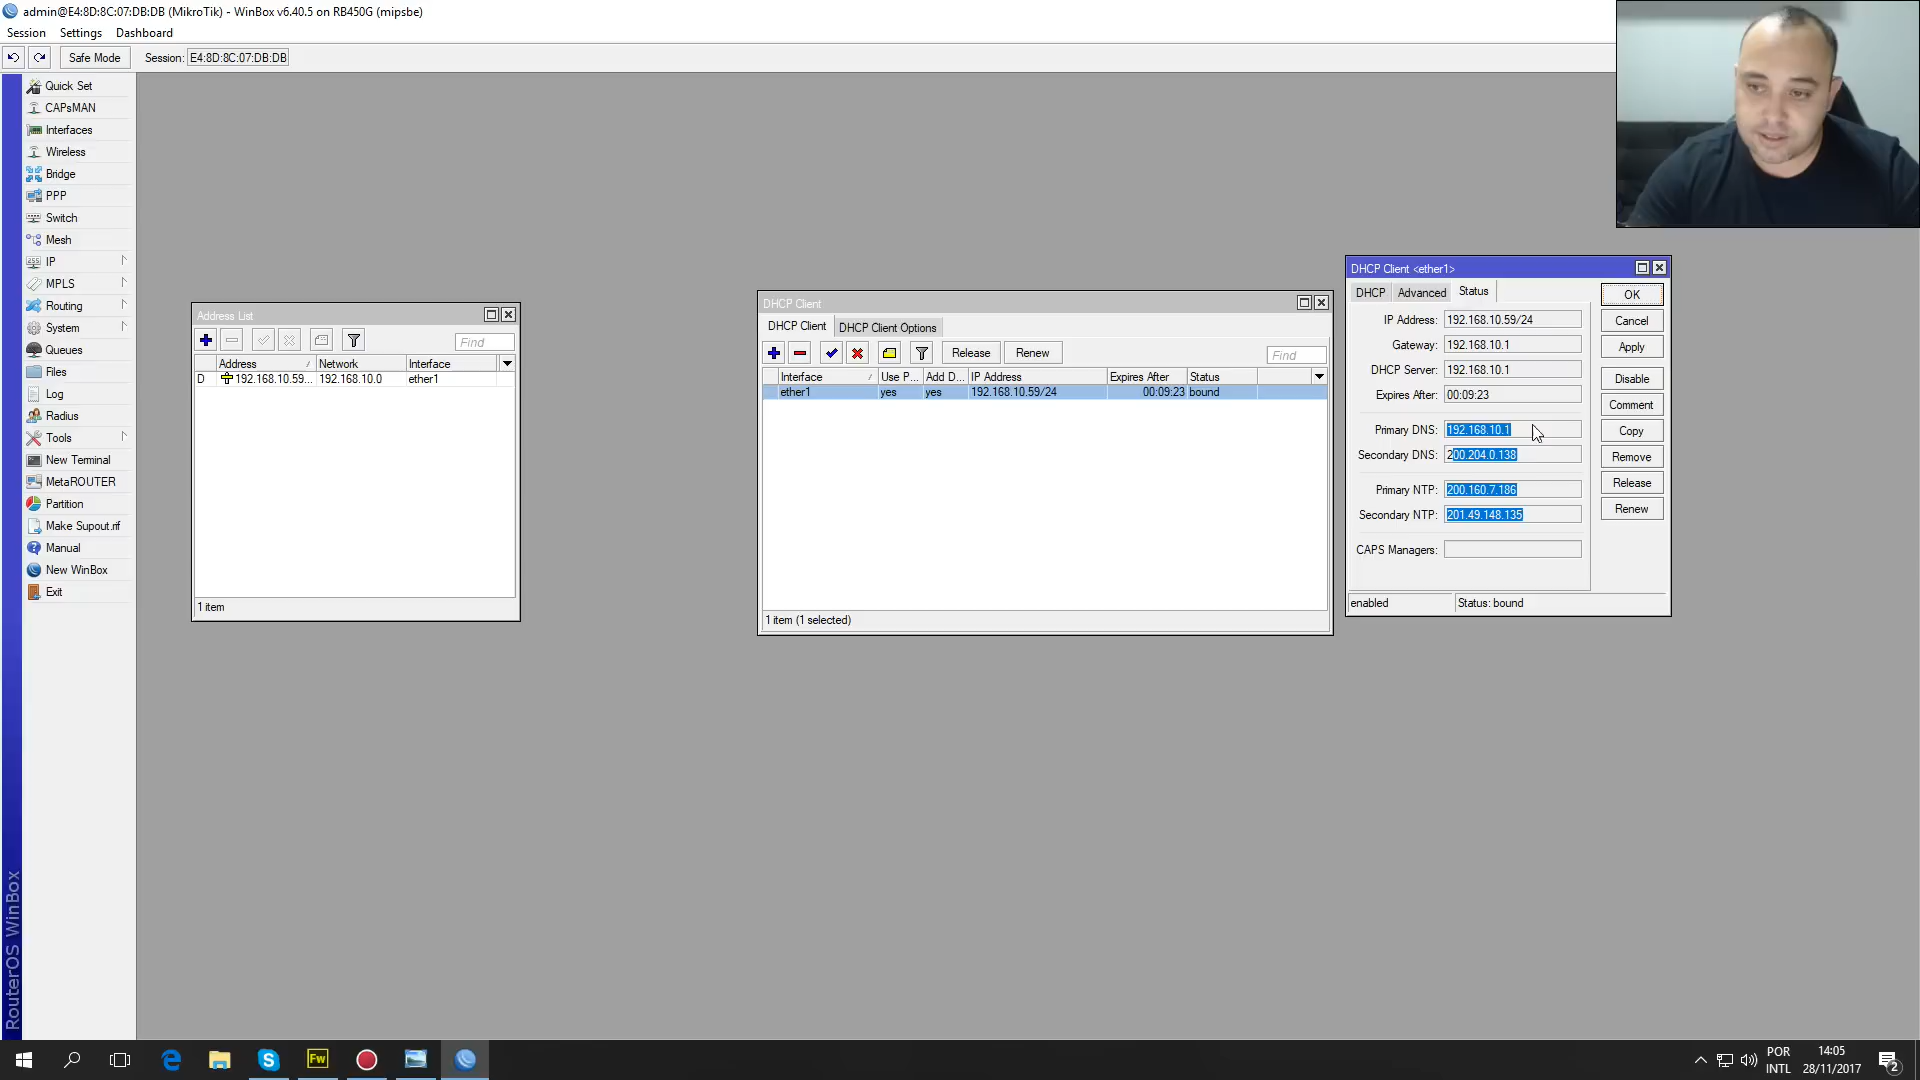 admin@E4:8D:8C:07:DB:DB (MikroTik) - WinBox v6.40.5 on RB450G (mipsbe)
Session Settings Dashboard
Safe Mode Session: E4:8D:8C:07:DB:DB
Quick Set
CAPsMAN
Interfaces
Wireless
Bridge
PPP
Switch
Mesh
IP
MPLS
Routing
System
Queues
Files
Log
Radius
Tools
New Terminal
MetaROUTER
Partition
Make Supout.rif
Manual
New WinBox
Exit
RouterOS WinBox
Address List
Find
Address Network Interface
D 192.168.10.59... 192.168.10.0 ether1
1 item
DHCP Client
DHCP Client DHCP Client Options
Release Renew Find
Interface Use P... Add D... IP Address Expires After Status
ether1 yes yes 192.168.10.59/24 00:09:23 bound
1 item (1 selected)
DHCP Client <ether1>
DHCP Advanced Status
IP Address: 192.168.10.59/24
Gateway: 192.168.10.1
DHCP Server: 192.168.10.1
Expires After: 00:09:23
Primary DNS: 192.168.10.1
Secondary DNS: 200.204.0.138
Primary NTP: 200.160.7.186
Secondary NTP: 201.49.148.135
CAPS Managers:
OK
Cancel
Apply
Disable
Comment
Copy
Remove
Release
Renew
enabled Status: bound
Fw
POR
INTL
14:05
28/11/2017
2